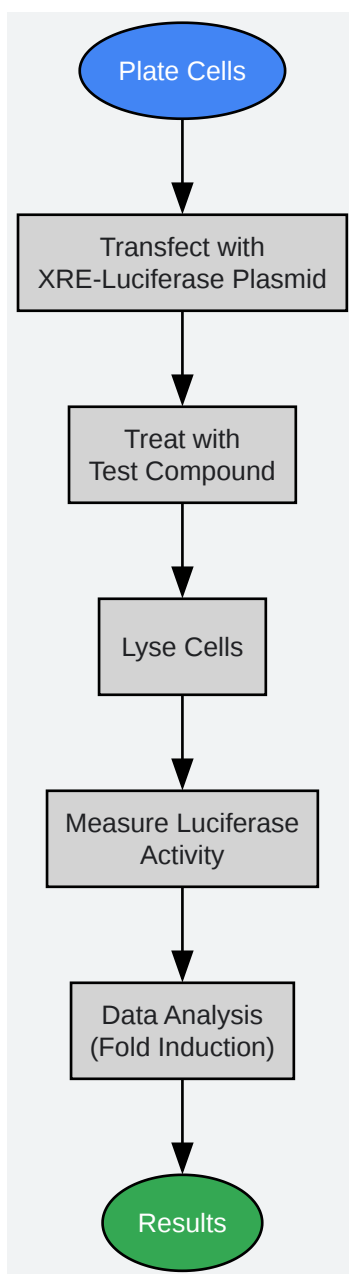 Plate Cells
Transfect with
XRE-Luciferase Plasmid
Treat with
Test Compound
Lyse Cells
Measure Luciferase
Activity
Data Analysis
(Fold Induction)
Results